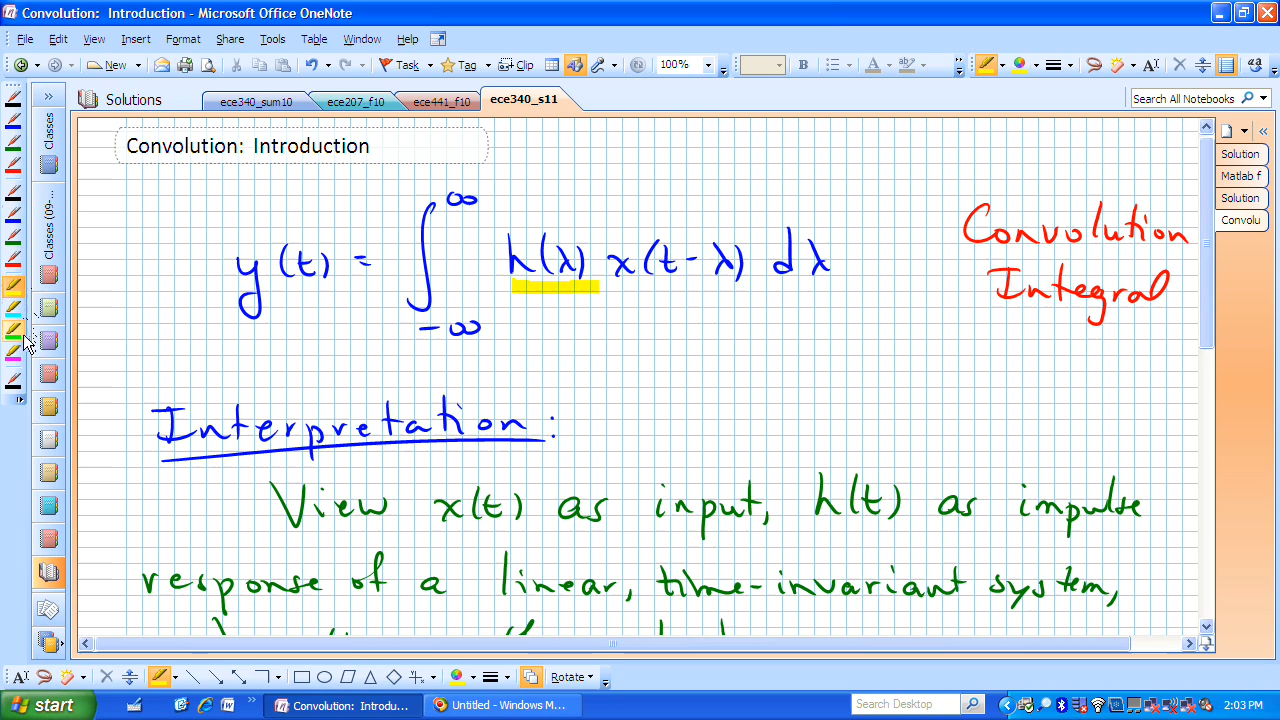 Convolution: Introduction - Microsoft Office OneNote
File Edit View Insert Format Share Tools Table Window Help
New Task Tag Clip 100% B
Solutions ece340_sum10 ece207_f10 ece441_f10 ece340_s11 Search All Notebooks
Classes
Classes (09-...
Convolution: Introduction
y(t) = ∫_{-∞}^{∞} h(λ) x(t-λ) dλ
Convolution
Integral
Interpretation:
View x(t) as input, h(t) as impulse
response of a linear, time-invariant system,
Solution
Matlab f
Solution
Convolu
Rotate
start Convolution: Introdu... Untitled - Windows M... Search Desktop 2:03 PM